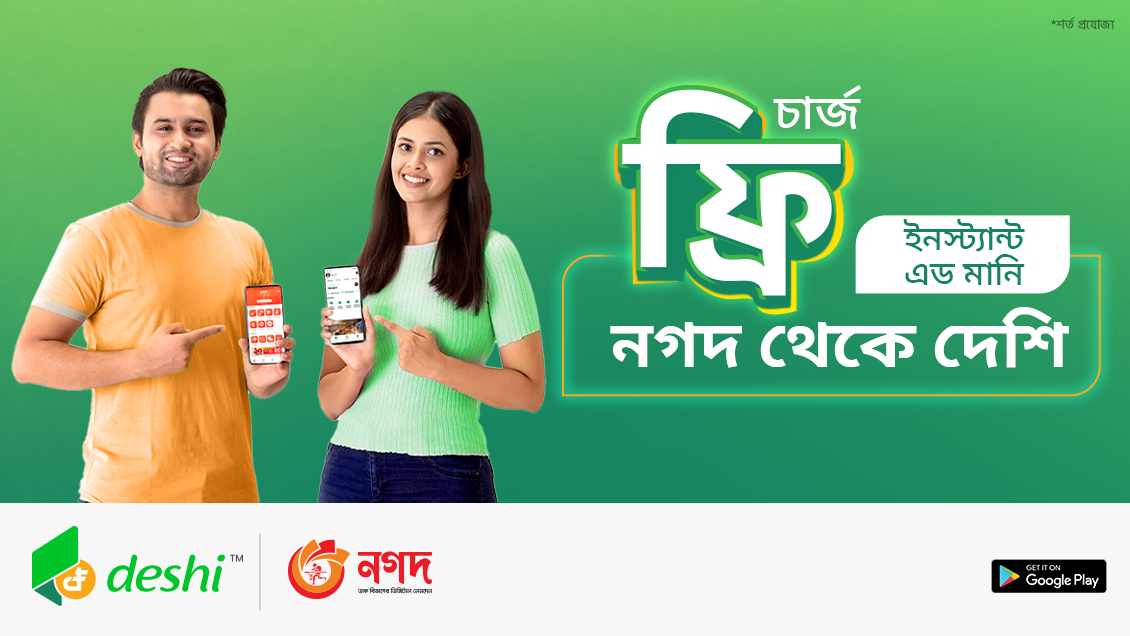 *শর্ত প্রযোজ্য
চার্জ
ফ্রি
ইনস্ট্যান্ট
এড মানি
নগদ থেকে দেশি
deshi™
নগদ
ডাক বিভাগের ডিজিটাল লেনদেন
GET IT ON
Google Play